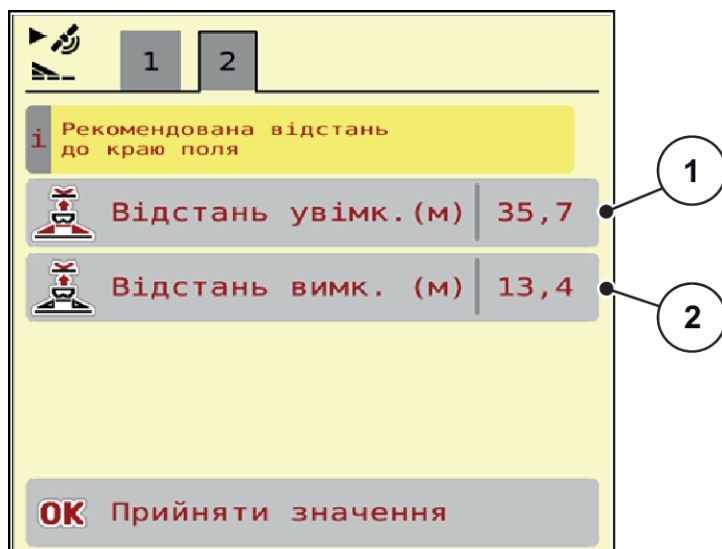 1 2
i Рекомендована відстань
до краю поля
Відстань увімк.(м) 35,7
1
Відстань вимк. (м) 13,4
2
OK Прийняти значення